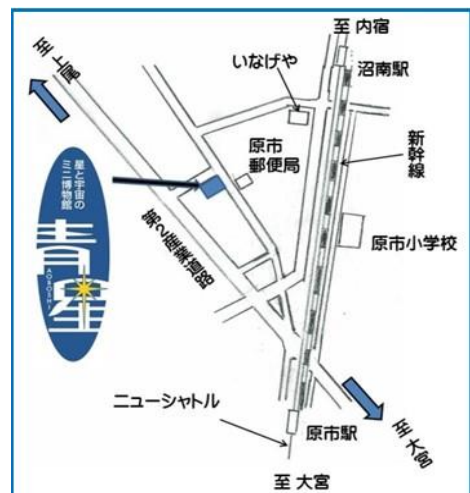 至 内宿
至 上尾
いなげや
沼南駅
星と宇宙の
ミニ博物館
青星
AOBOSHI
原市
郵便局
新幹線
第2産業道路
原市小学校
ニューシャトル
原市駅
至 大宮
至 大宮